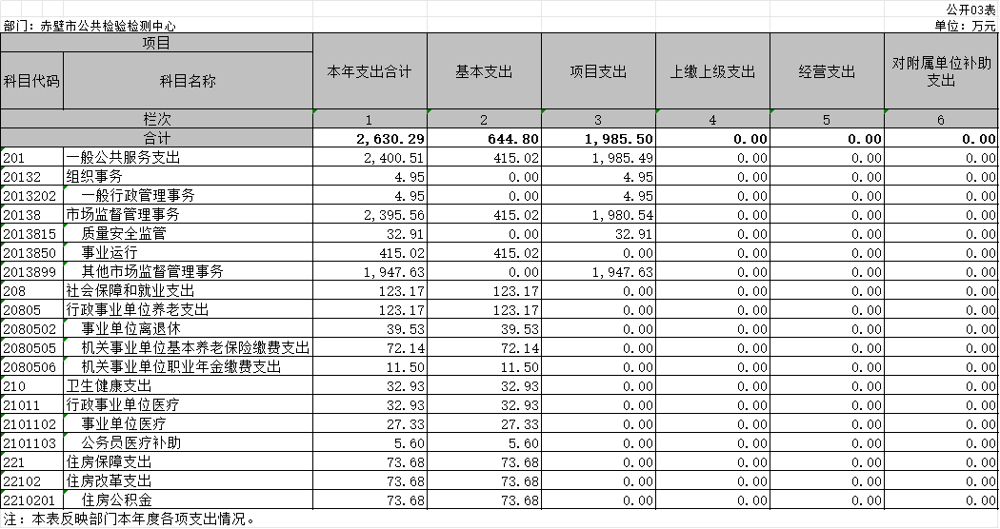 公开03表
部门：赤壁市公共检验检测中心 单位：万元
项目 本年支出合计 基本支出 项目支出 上缴上级支出 经营支出 对附属单位补助支出
科目代码 科目名称
栏次 1 2 3 4 5 6
合计 2,630.29 644.80 1,985.50 0.00 0.00 0.00
201 一般公共服务支出 2,400.51 415.02 1,985.49 0.00 0.00 0.00
20132 组织事务 4.95 0.00 4.95 0.00 0.00 0.00
2013202 一般行政管理事务 4.95 0.00 4.95 0.00 0.00 0.00
20138 市场监督管理事务 2,395.56 415.02 1,980.54 0.00 0.00 0.00
2013815 质量安全监管 32.91 0.00 32.91 0.00 0.00 0.00
2013850 事业运行 415.02 415.02 0.00 0.00 0.00 0.00
2013899 其他市场监督管理事务 1,947.63 0.00 1,947.63 0.00 0.00 0.00
208 社会保障和就业支出 123.17 123.17 0.00 0.00 0.00 0.00
20805 行政事业单位养老支出 123.17 123.17 0.00 0.00 0.00 0.00
2080502 事业单位离退休 39.53 39.53 0.00 0.00 0.00 0.00
2080505 机关事业单位基本养老保险缴费支出 72.14 72.14 0.00 0.00 0.00 0.00
2080506 机关事业单位职业年金缴费支出 11.50 11.50 0.00 0.00 0.00 0.00
210 卫生健康支出 32.93 32.93 0.00 0.00 0.00 0.00
21011 行政事业单位医疗 32.93 32.93 0.00 0.00 0.00 0.00
2101102 事业单位医疗 27.33 27.33 0.00 0.00 0.00 0.00
2101103 公务员医疗补助 5.60 5.60 0.00 0.00 0.00 0.00
221 住房保障支出 73.68 73.68 0.00 0.00 0.00 0.00
22102 住房改革支出 73.68 73.68 0.00 0.00 0.00 0.00
2210201 住房公积金 73.68 73.68 0.00 0.00 0.00 0.00
注：本表反映部门本年度各项支出情况。